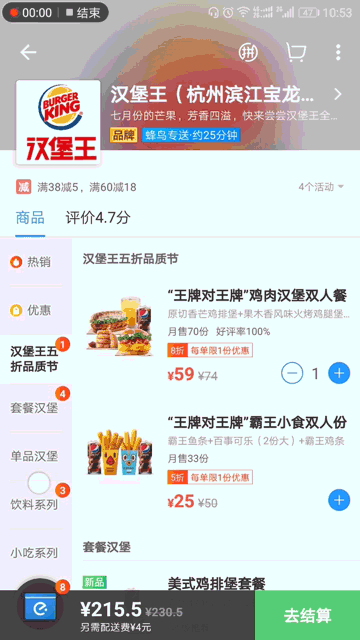 00:00 结束
47 10:53
拼
BURGER KING
汉堡王
汉堡王（杭州滨江宝龙...
七月份的芒果，芳香四溢，快来尝尝汉堡王全...
品牌 蜂鸟专送·约25分钟
减 满38减5，满60减18 4个活动
商品 评价4.7分
热销
优惠
汉堡王五折品质节
1
套餐汉堡
4
单品汉堡
饮料系列
3
小吃系列
汉堡王五折品质节
“王牌对王牌”鸡肉汉堡双人餐
原切香芒鸡排堡+果木香风味火烤鸡腿堡...
月售70份 好评率100%
8折 每单限1份优惠
¥59 ¥74 1
“王牌对王牌”霸王小食双人份
霸王鱼条+百事可乐（2份大）+霸王鸡条
月售33份
5折 每单限1份优惠
¥25 ¥50
套餐汉堡
新品
美式鸡排堡套餐
8
¥215.5 ¥230.5
另需配送费¥4元
去结算